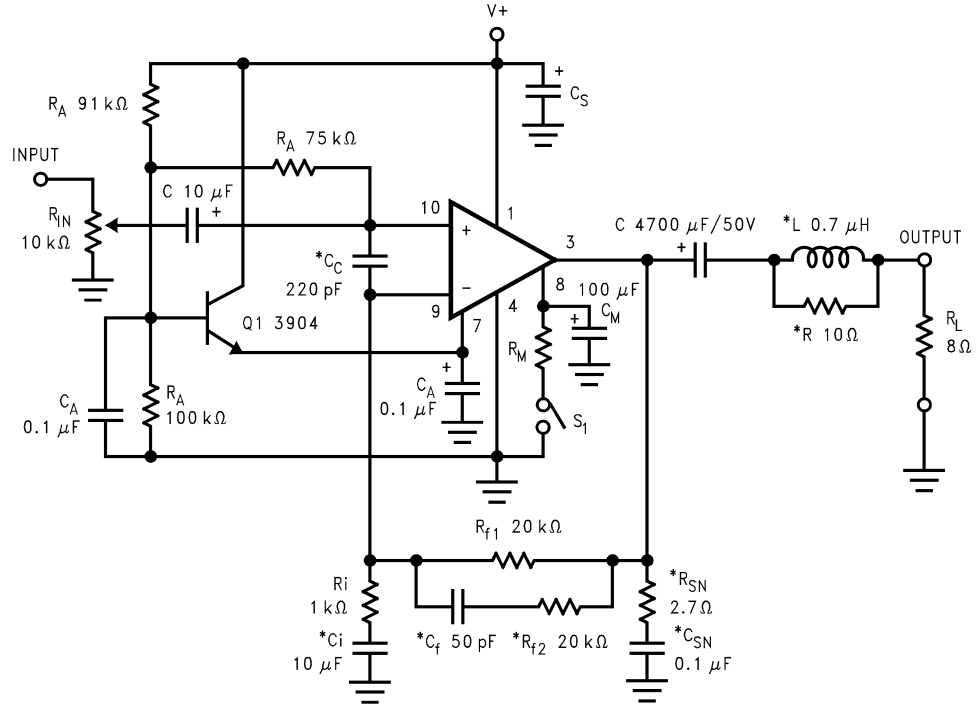 V+
+
C_S
R_A 91 kΩ
R_A 75 kΩ
INPUT
C 10 μF
+
R_IN
10 kΩ
10
1
+
*C_C
220 pF
−
9
7
4
3
8
C 4700 μF/50V
+
*L 0.7 μH
OUTPUT
*R 10Ω
R_L
8Ω
100 μF
+
C_M
Q1 3904
R_M
+
C_A
0.1 μF
S_1
R_A
100 kΩ
C_A
0.1 μF
R_f1 20 kΩ
Ri
1 kΩ
*Ci
10 μF
*C_f 50 pF
*R_f2 20 kΩ
*R_SN
2.7Ω
*C_SN
0.1 μF